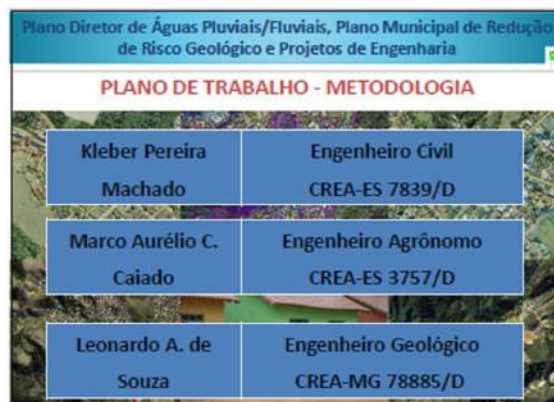 Plano Diretor de Águas Pluviais/Fluviais, Plano Municipal de Redução
de Risco Geológico e Projetos de Engenharia
PLANO DE TRABALHO - METODOLOGIA
Kleber Pereira
Machado
Engenheiro Civil
CREA-ES 7839/D
Marco Aurélio C.
Caiado
Engenheiro Agrônomo
CREA-ES 3757/D
Leonardo A. de
Souza
Engenheiro Geológico
CREA-MG 78885/D